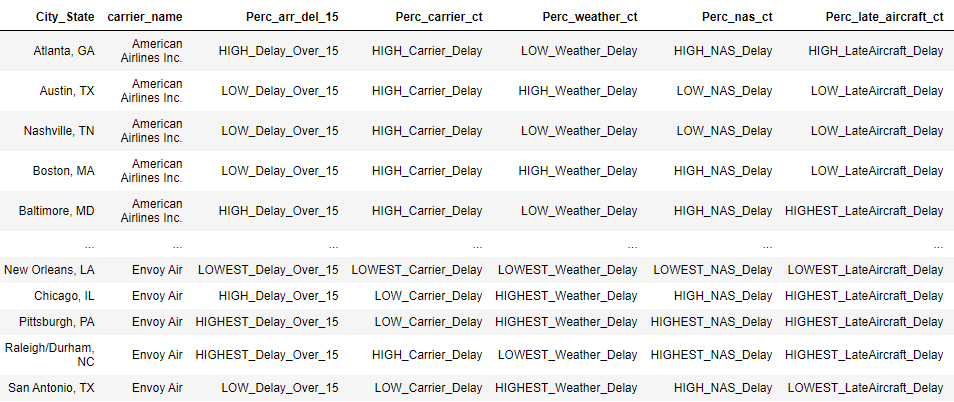 City_State carrier_name Perc_arr_del_15 Perc_carrier_ct Perc_weather_ct Perc_nas_ct Perc_late_aircraft_ct
Atlanta, GA American Airlines Inc. HIGH_Delay_Over_15 HIGH_Carrier_Delay LOW_Weather_Delay HIGH_NAS_Delay HIGH_LateAircraft_Delay
Austin, TX American Airlines Inc. LOW_Delay_Over_15 HIGH_Carrier_Delay HIGH_Weather_Delay LOW_NAS_Delay LOW_LateAircraft_Delay
Nashville, TN American Airlines Inc. LOW_Delay_Over_15 HIGH_Carrier_Delay LOW_Weather_Delay LOW_NAS_Delay LOW_LateAircraft_Delay
Boston, MA American Airlines Inc. LOW_Delay_Over_15 HIGH_Carrier_Delay HIGH_Weather_Delay HIGH_NAS_Delay LOW_LateAircraft_Delay
Baltimore, MD American Airlines Inc. HIGH_Delay_Over_15 HIGH_Carrier_Delay LOW_Weather_Delay HIGH_NAS_Delay HIGHEST_LateAircraft_Delay
... ... ... ... ... ... ...
New Orleans, LA Envoy Air LOWEST_Delay_Over_15 LOWEST_Carrier_Delay LOWEST_Weather_Delay LOWEST_NAS_Delay LOWEST_LateAircraft_Delay
Chicago, IL Envoy Air HIGH_Delay_Over_15 LOW_Carrier_Delay HIGHEST_Weather_Delay HIGH_NAS_Delay HIGHEST_LateAircraft_Delay
Pittsburgh, PA Envoy Air HIGHEST_Delay_Over_15 LOW_Carrier_Delay HIGHEST_Weather_Delay HIGHEST_NAS_Delay HIGHEST_LateAircraft_Delay
Raleigh/Durham, NC Envoy Air HIGHEST_Delay_Over_15 HIGH_Carrier_Delay LOWEST_Weather_Delay HIGHEST_NAS_Delay HIGHEST_LateAircraft_Delay
San Antonio, TX Envoy Air LOW_Delay_Over_15 LOW_Carrier_Delay HIGHEST_Weather_Delay HIGH_NAS_Delay LOWEST_LateAircraft_Delay